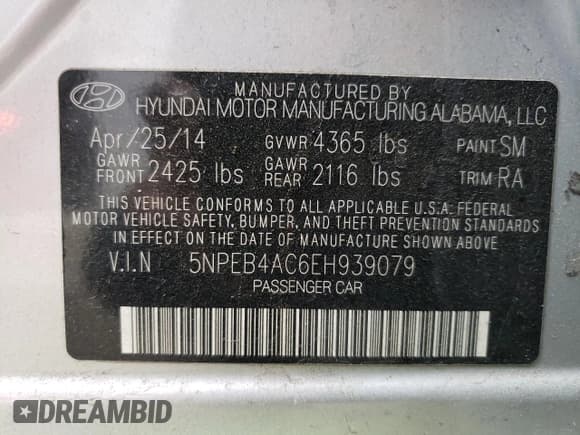 MANUFACTURED BY
HYUNDAI MOTOR MANUFACTURING ALABAMA, LLC
Apr/25/14 GVWR 4365 lbs PAINT SM
GAWR FRONT 2425 lbs GAWR REAR 2116 lbs TRIM RA
THIS VEHICLE CONFORMS TO ALL APPLICABLE U.S.A. FEDERAL
MOTOR VEHICLE SAFETY, BUMPER, AND THEFT PREVENTION STANDARDS
IN EFFECT ON THE DATE OF MANUFACTURE SHOWN ABOVE
V.I.N 5NPEB4AC6EH939079
PASSENGER CAR
DREAMBID